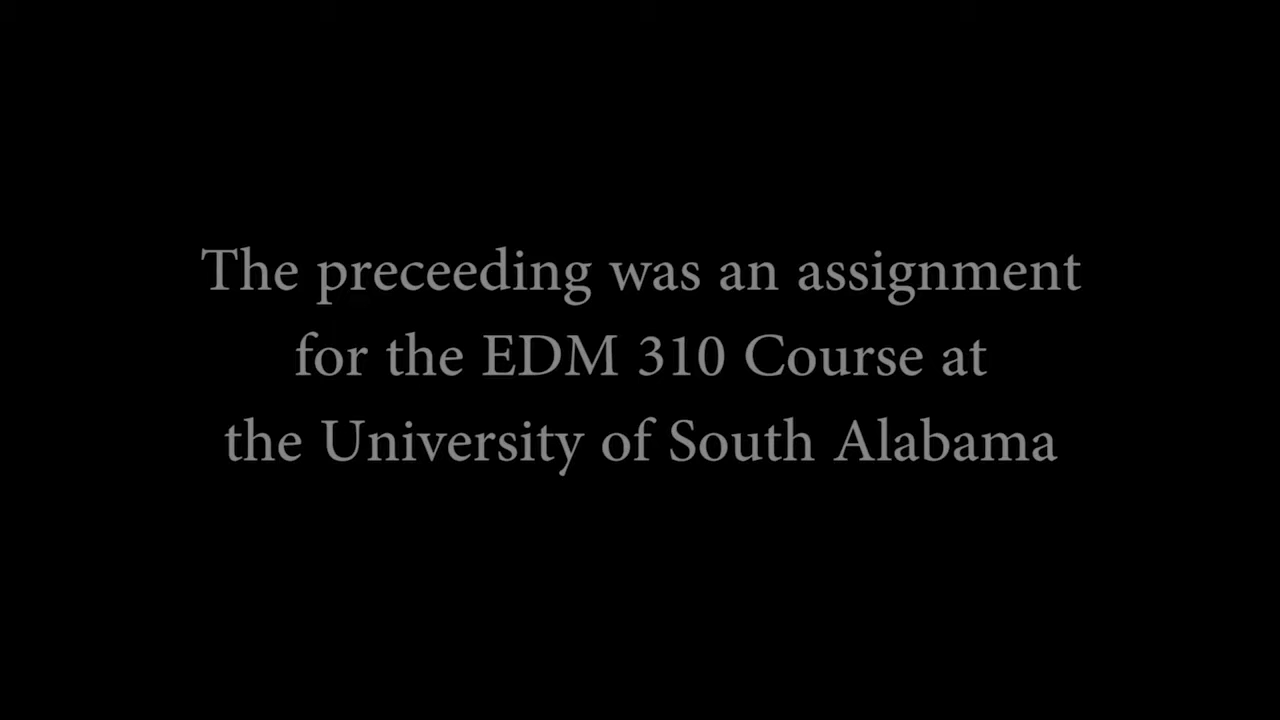 The preceeding was an assignment
for the EDM 310 Course at
the University of South Alabama